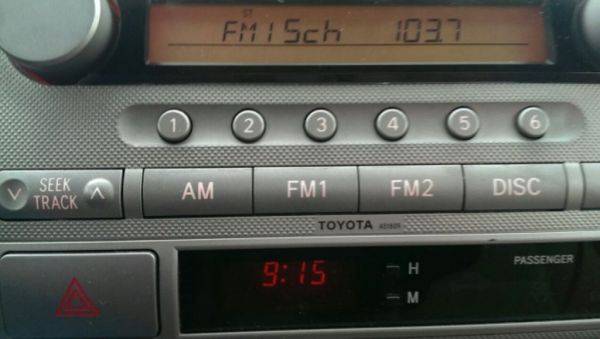 ST
FM1 5ch 103.7
1 2 3 4 5 6
SEEK
TRACK
AM FM1 FM2 DISC
TOYOTA
9:15 H
M
PASSENGER